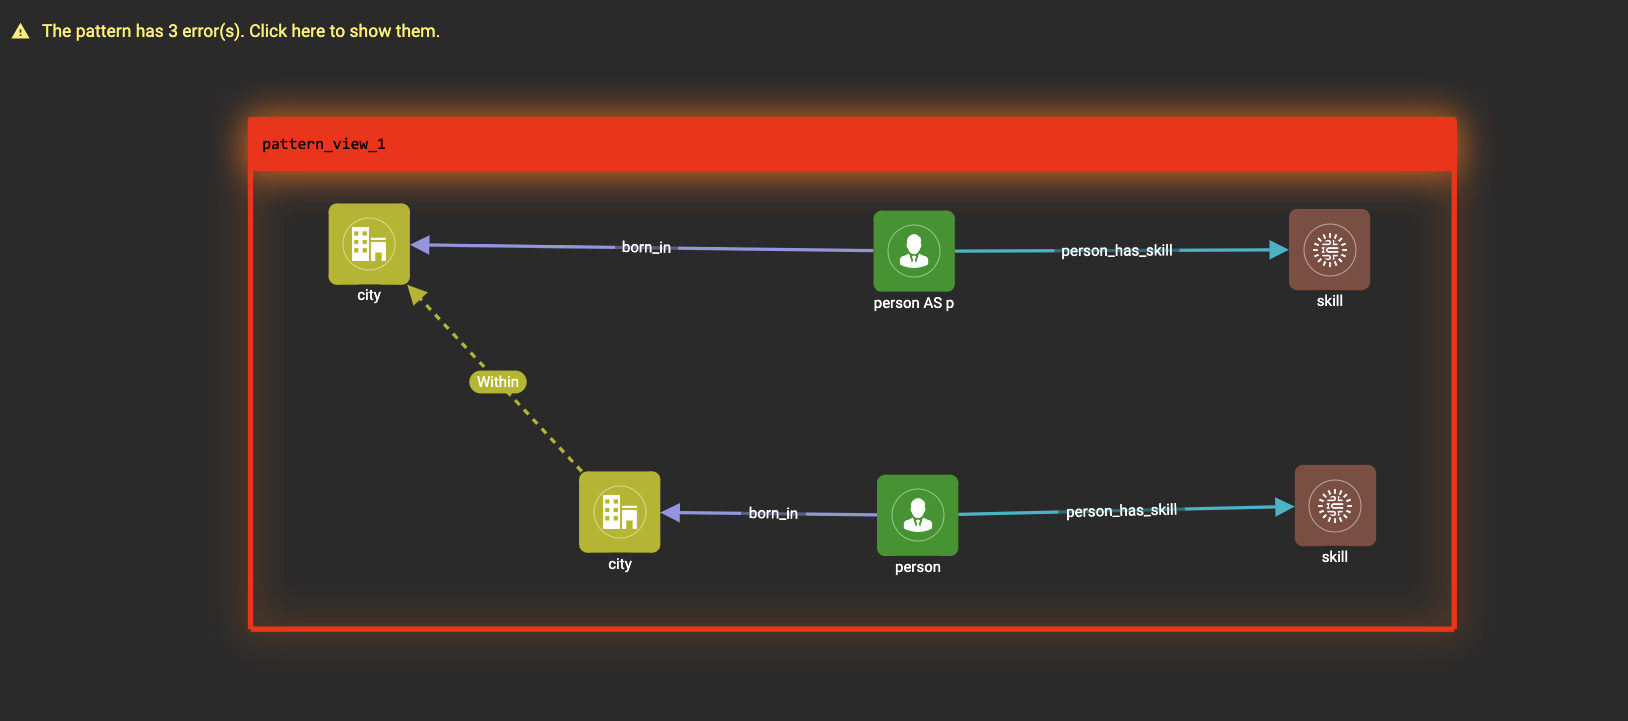 The pattern has 3 error(s). Click here to show them.
pattern_view_1
born_in
person_has_skill
city
person AS p
skill
Within
born_in
person_has_skill
city
person
skill